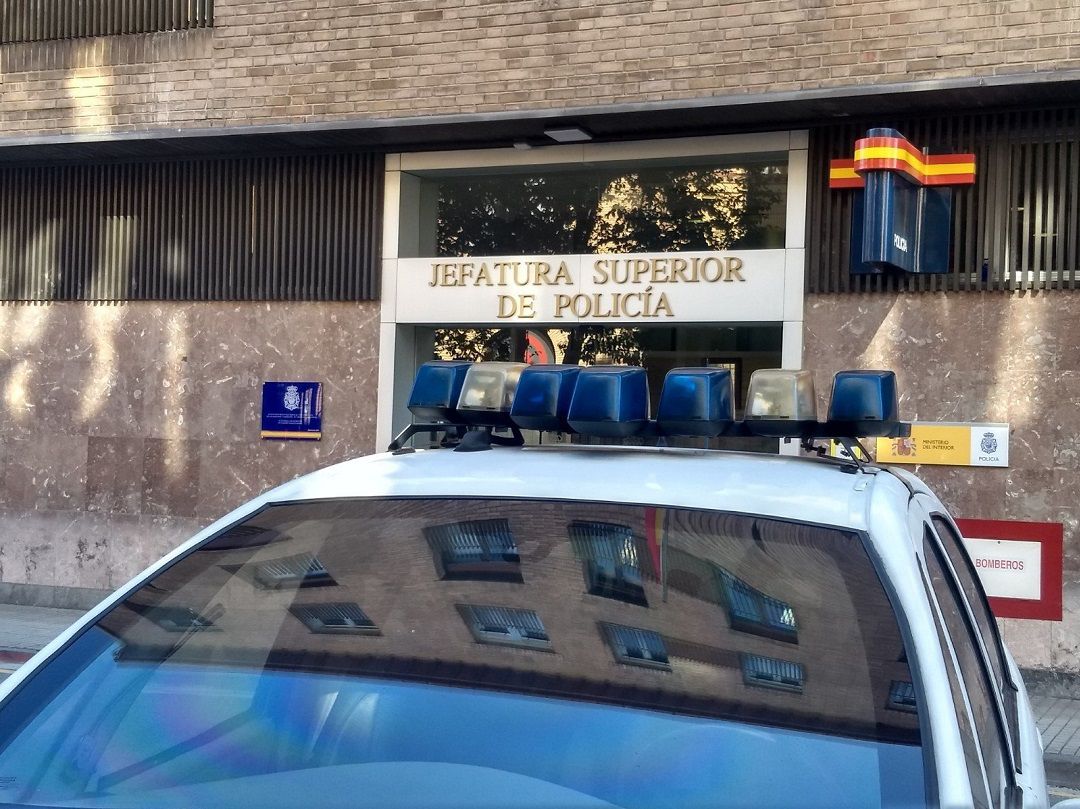 JEFATURA SUPERIOR
DE POLICÍA
POLICÍA
MINISTERIO
DEL INTERIOR
POLICÍA
BOMBEROS